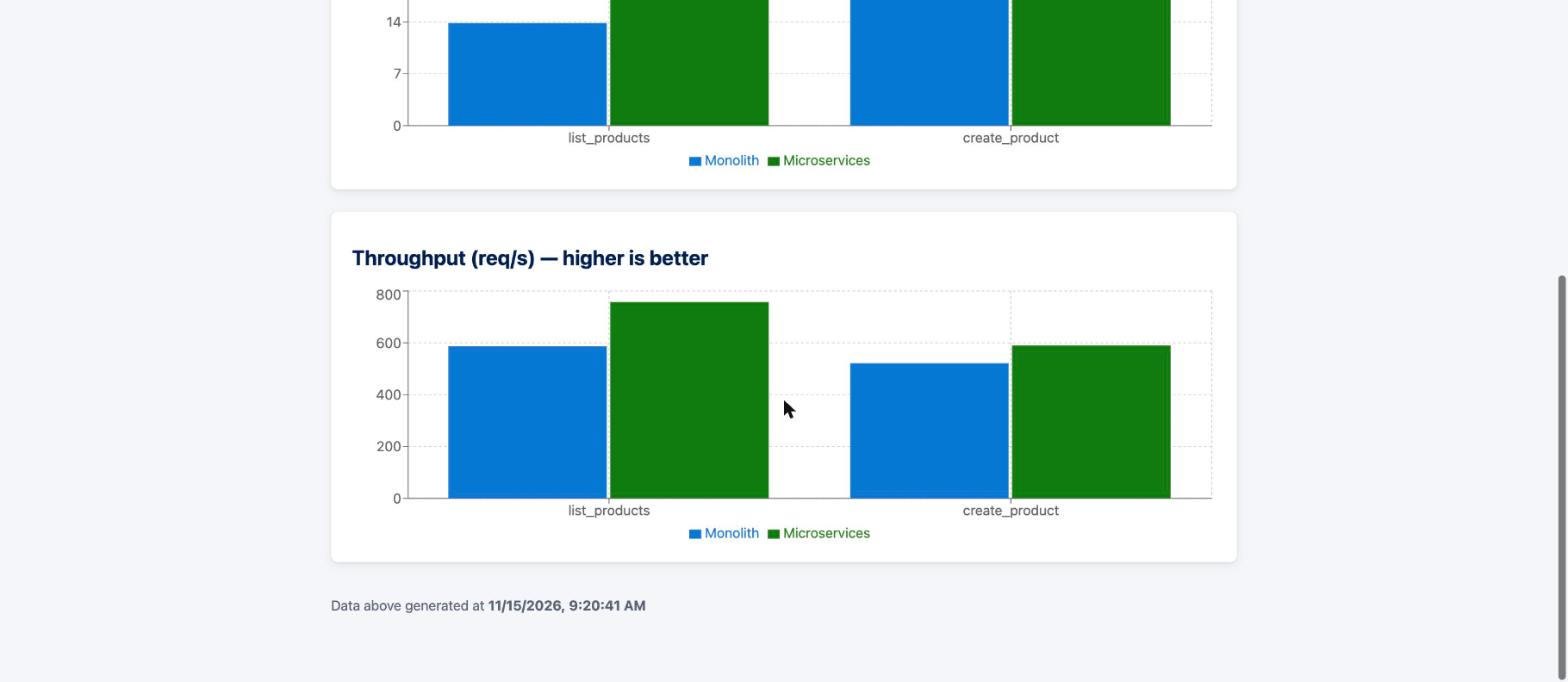 14
7
0
list_products create_product
Monolith Microservices
Throughput (req/s) — higher is better
800
600
400
200
0
list_products create_product
Monolith Microservices
Data above generated at 11/15/2026, 9:20:41 AM